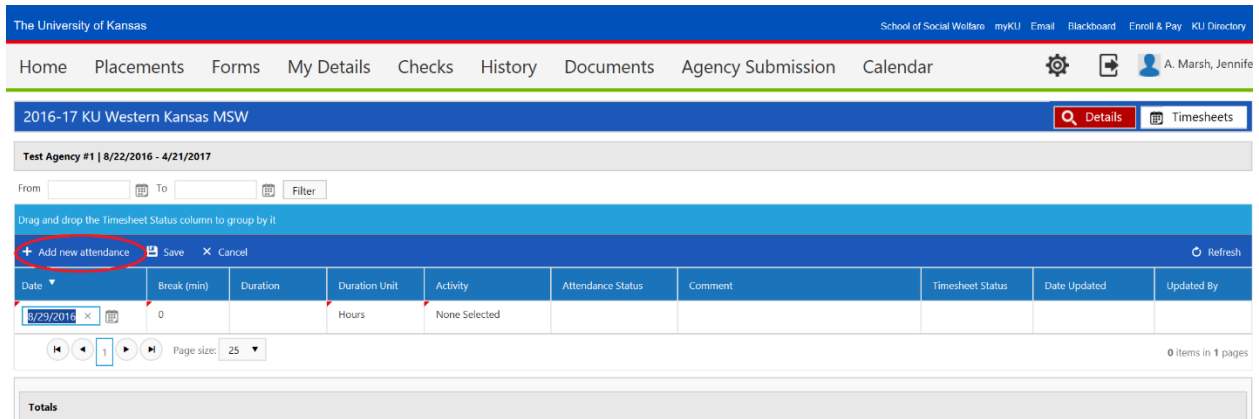 The University of Kansas School of Social Welfare myKU Email Blackboard Enroll & Pay KU Directory
Home Placements Forms My Details Checks History Documents Agency Submission Calendar A. Marsh, Jennife
2016-17 KU Western Kansas MSW Details Timesheets
Test Agency #1 | 8/22/2016 - 4/21/2017
From To Filter
Drag and drop the Timesheet Status column to group by it
+ Add new attendance Save × Cancel Refresh
Date ▼ Break (min) Duration Duration Unit Activity Attendance Status Comment Timesheet Status Date Updated Updated By
8/29/2016 × 0 Hours None Selected
1 Page size: 25 ▼ 0 items in 1 pages
Totals